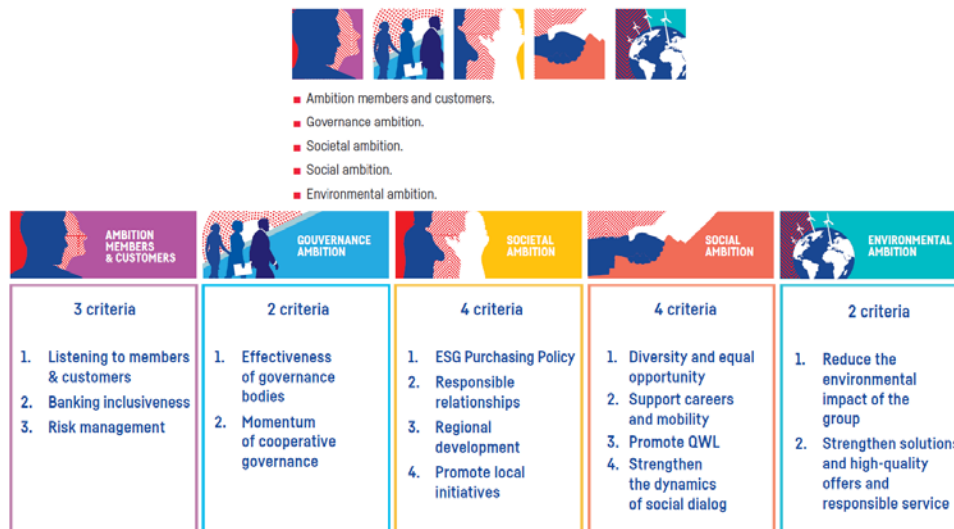 Ambition members and customers.
Governance ambition.
Societal ambition.
Social ambition.
Environmental ambition.
AMBITION
MEMBERS
& CUSTOMERS
GOUVERNANCE
AMBITION
SOCIETAL
AMBITION
SOCIAL
AMBITION
ENVIRONMENTAL
AMBITION
3 criteria
1. Listening to members
& customers
2. Banking inclusiveness
3. Risk management
2 criteria
1. Effectiveness
of governance
bodies
2. Momentum
of cooperative
governance
4 criteria
1. ESG Purchasing Policy
2. Responsible
relationships
3. Regional
development
4. Promote local
initiatives
4 criteria
1. Diversity and equal
opportunity
2. Support careers
and mobility
3. Promote QWL
4. Strengthen
the dynamics
of social dialog
2 criteria
1. Reduce the
environmental
impact of the
group
2. Strengthen solutions
and high-quality
offers and
responsible service